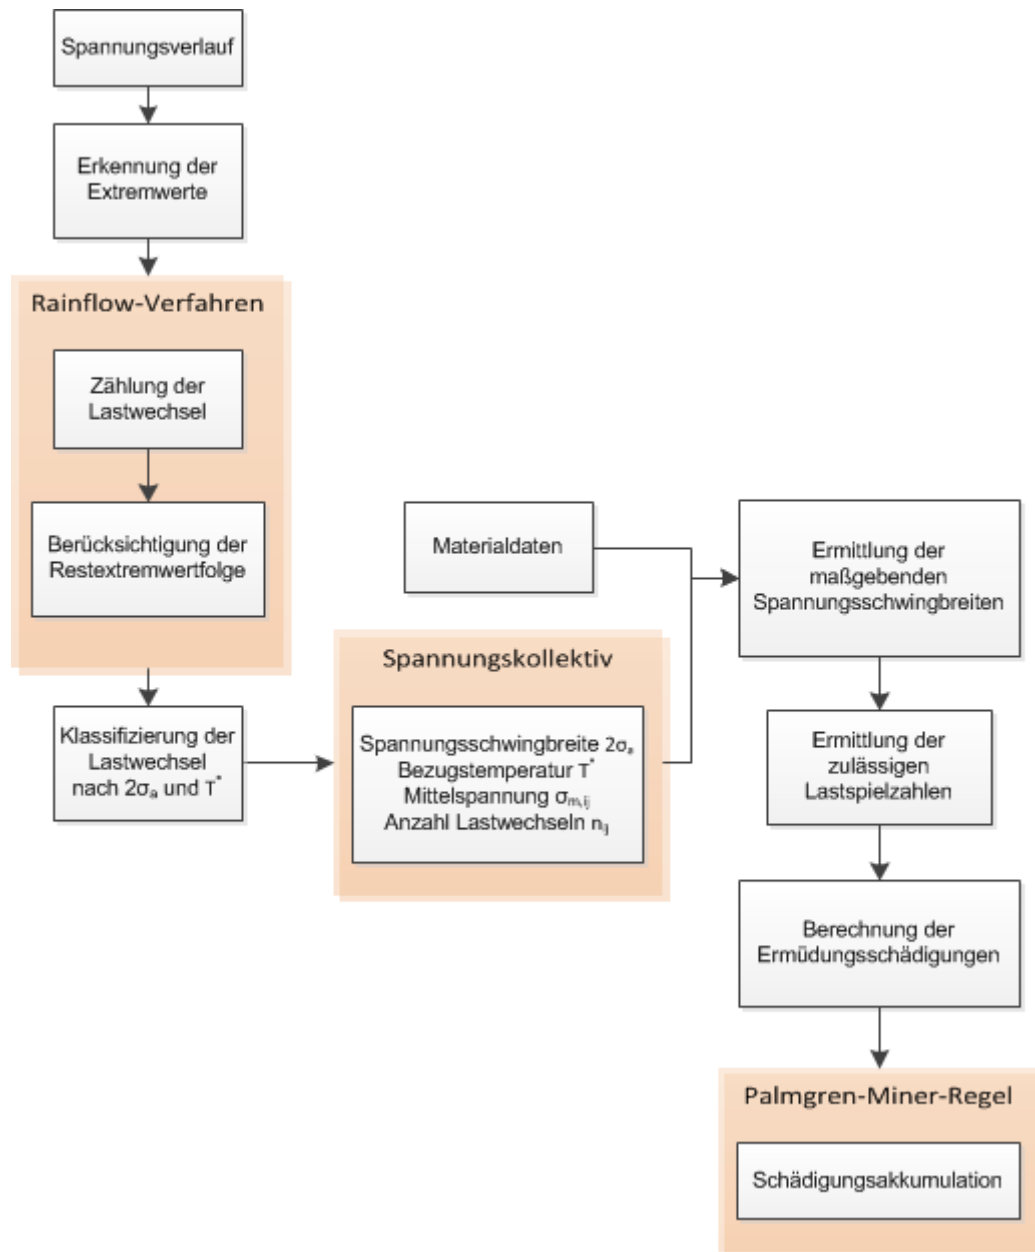 Spannungsverlauf
Erkennung der
Extremwerte
Rainflow-Verfahren
Zählung der
Lastwechsel
Berücksichtigung der
Restextremwertfolge
Klassifizierung der
Lastwechsel
nach 2σₐ und T*
Spannungskollektiv
Spannungsschwingbreite 2σₐ
Bezugstemperatur T*
Mittelspannung σm,ij
Anzahl Lastwechseln nij
Materialdaten
Ermittlung der
maßgebenden
Spannungsschwingbreiten
Ermittlung der
zulässigen
Lastspielzahlen
Berechnung der
Ermüdungsschädigungen
Palmgren-Miner-Regel
Schädigungsakkumulation